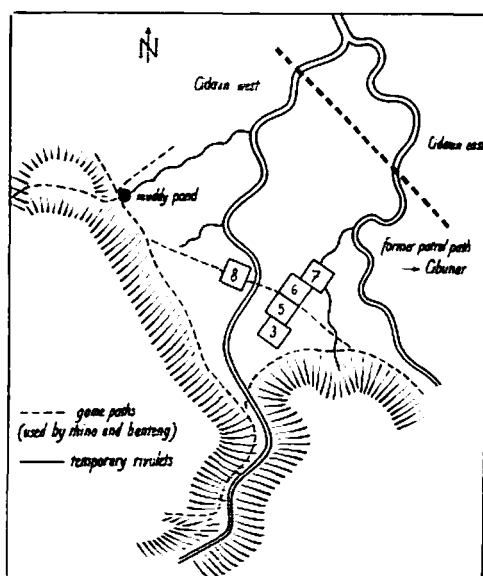 N
Cidaun west
Cidaun east
muddy pond
former patrol path
→ Cibunar
8
7
6
5
3
--- game paths
(used by rhino and banteng)
— temporary rivulets